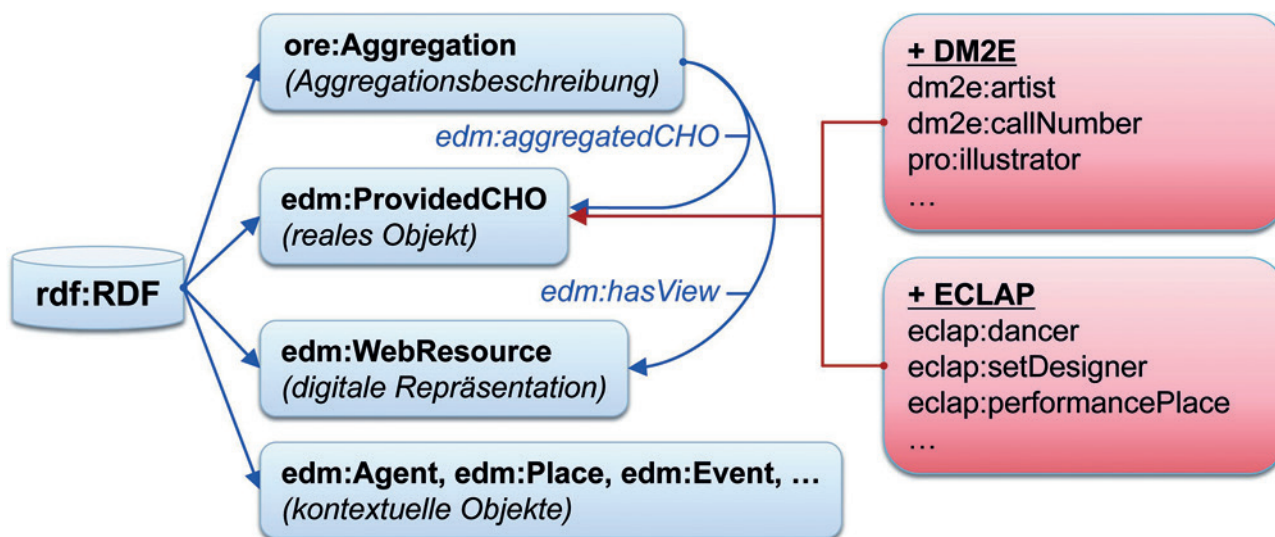 ore:Aggregation
(Aggregationsbeschreibung)
edm:aggregatedCHO
edm:ProvidedCHO
(reales Objekt)
rdf:RDF
edm:hasView
edm:WebResource
(digitale Repräsentation)
edm:Agent, edm:Place, edm:Event, …
(kontextuelle Objekte)
+ DM2E
dm2e:artist
dm2e:callNumber
pro:illustrator
…
+ ECLAP
eclap:dancer
eclap:setDesigner
eclap:performancePlace
…